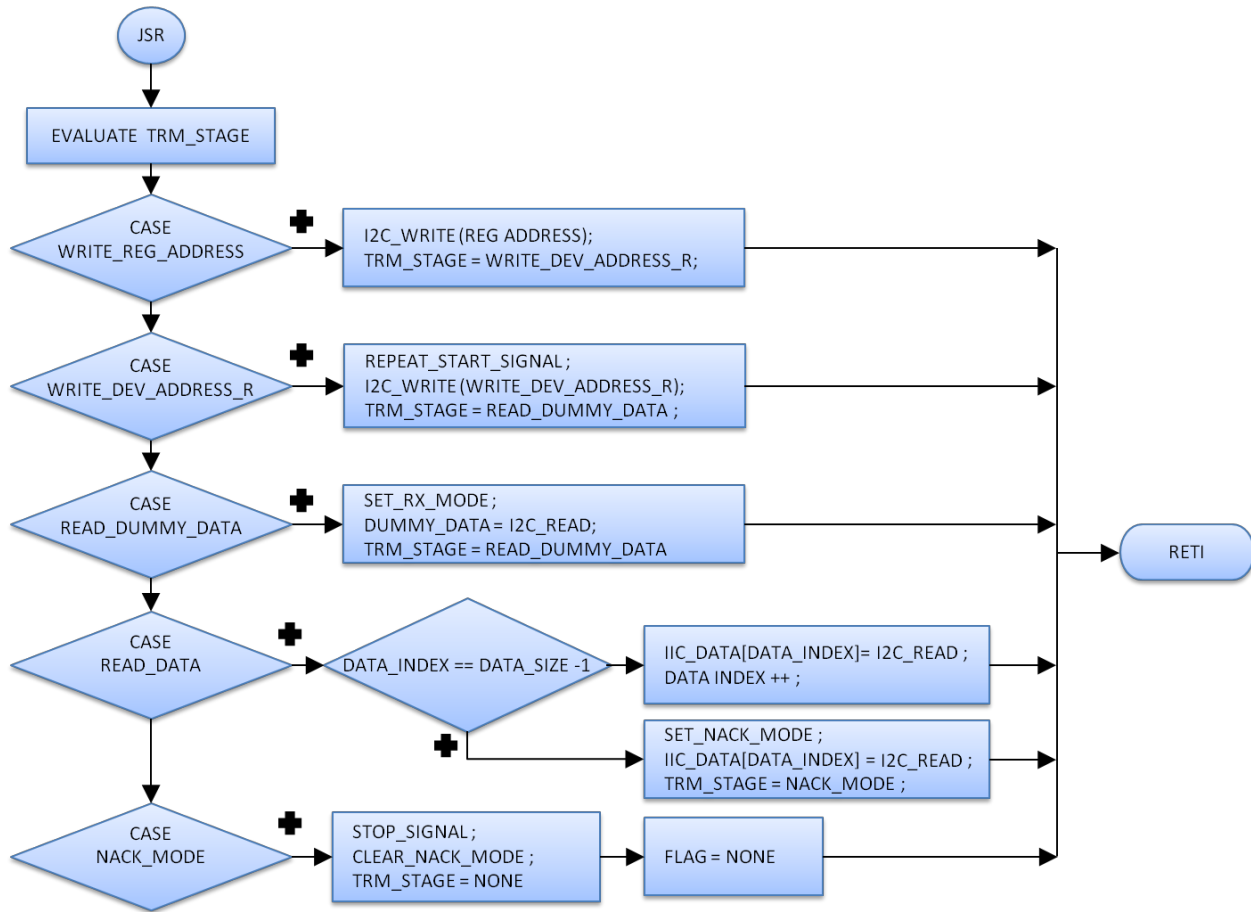 JSR
EVALUATE TRM_STAGE
CASE
WRITE_REG_ADDRESS
I2C_WRITE (REG ADDRESS);
TRM_STAGE = WRITE_DEV_ADDRESS_R;
CASE
WRITE_DEV_ADDRESS_R
REPEAT_START_SIGNAL ;
I2C_WRITE (WRITE_DEV_ADDRESS_R);
TRM_STAGE = READ_DUMMY_DATA ;
CASE
READ_DUMMY_DATA
SET_RX_MODE ;
DUMMY_DATA = I2C_READ;
TRM_STAGE = READ_DUMMY_DATA
RETI
CASE
READ_DATA
DATA_INDEX == DATA_SIZE -1
IIC_DATA[DATA_INDEX]= I2C_READ ;
DATA INDEX ++ ;
SET_NACK_MODE ;
IIC_DATA[DATA_INDEX] = I2C_READ ;
TRM_STAGE = NACK_MODE ;
CASE
NACK_MODE
STOP_SIGNAL ;
CLEAR_NACK_MODE ;
TRM_STAGE = NONE
FLAG = NONE